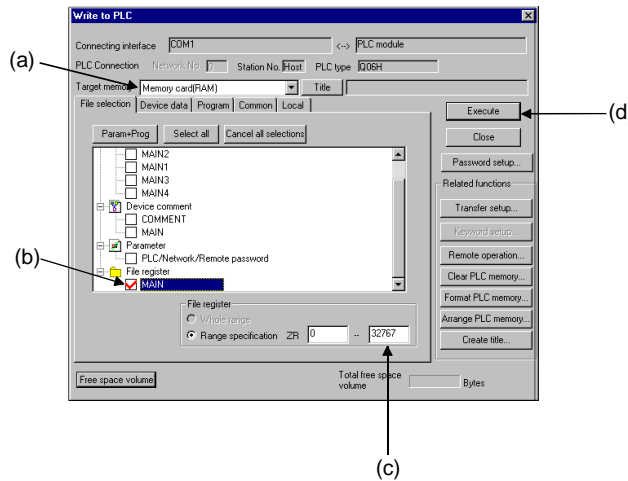 Write to PLC
(a)
Connecting interface COM1 <--> PLC module
PLC Connection Network No. 0 Station No. Host PLC type Q06H
Target memory Memory card(RAM) Title
File selection Device data Program Common Local
Execute
(d
Param+Prog Select all Cancel all selections
Close
MAIN2
Password setup...
MAIN1
MAIN3
Related functions
MAIN4
Device comment
Transfer setup...
COMMENT
MAIN
Keyword setup...
Parameter
(b)
PLC/Network/Remote password
Remote operation...
File register
Clear PLC memory...
MAIN
Format PLC memory...
File register
Whole range
Arrange PLC memory...
Range specification ZR 0 -- 32767
Create title...
Free space volume
Total free space
volume Bytes
(c)